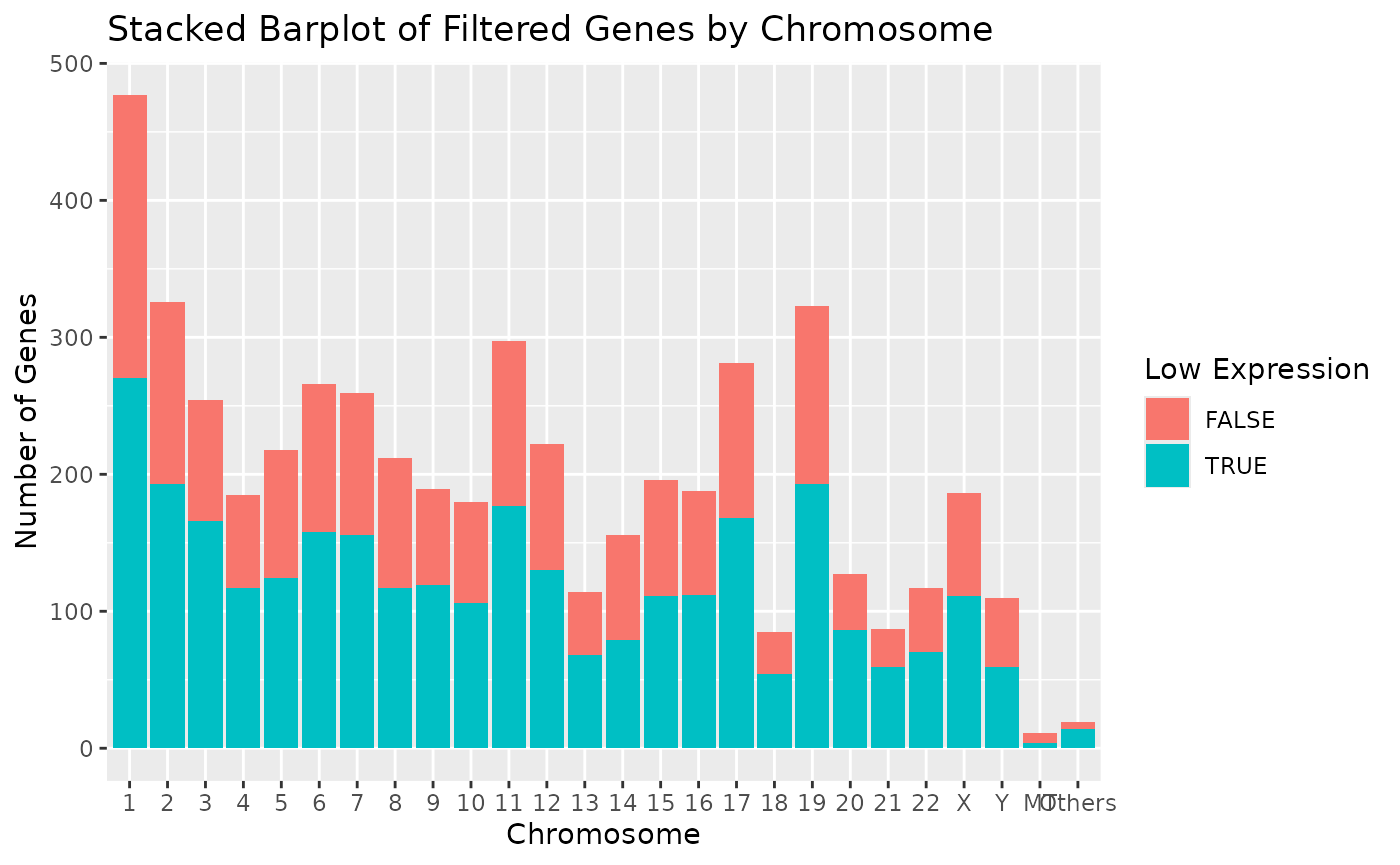 Stacked Barplot of Filtered Genes by Chromosome
500
400
300
200
100
0
Number of Genes
1 2 3 4 5 6 7 8 9 10 11 12 13 14 15 16 17 18 19 20 21 22 X Y MT Others
Chromosome
Low Expression
FALSE
TRUE